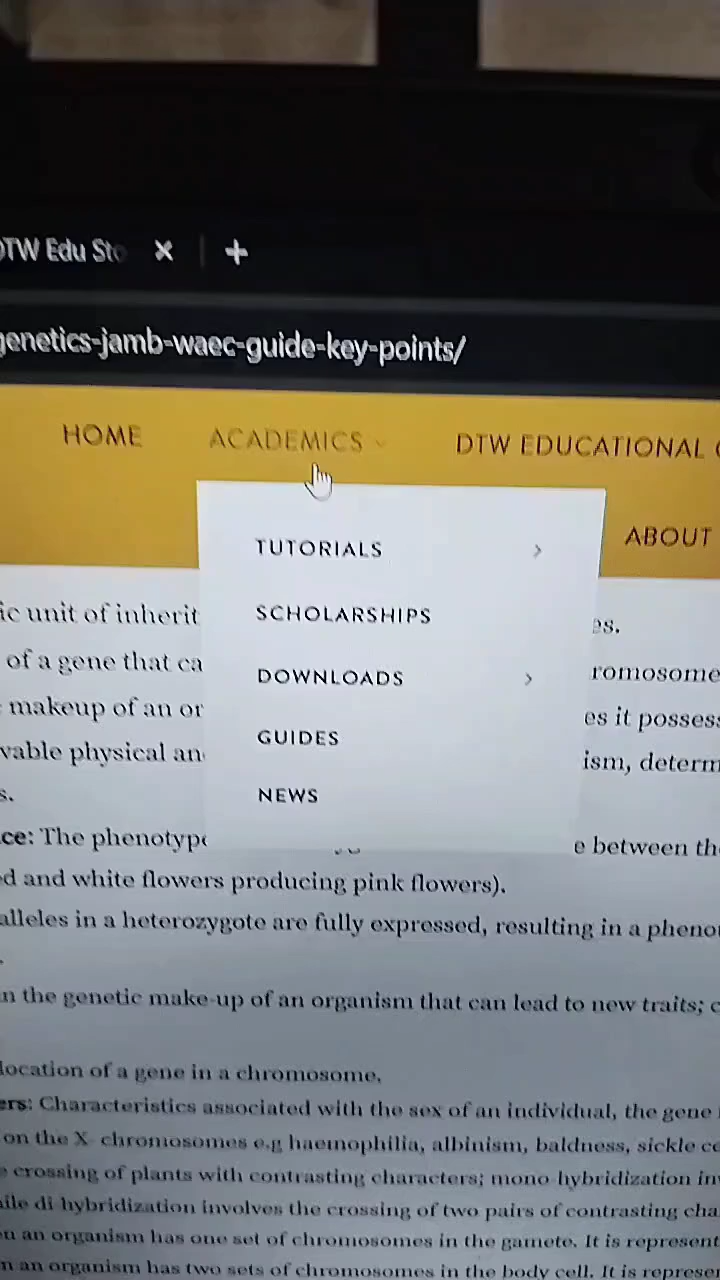 DTW Edu Sto
genetics-jamb-waec-guide-key-points/
HOME ACADEMICS DTW EDUCATIONAL
ABOUT
TUTORIALS
SCHOLARSHIPS
DOWNLOADS
GUIDES
NEWS
ic unit of inherit es.
of a gene that ca romosome
makeup of an or es it possess
vable physical an ism, determ
s.
ce: The phenotype e between the
d and white flowers producing pink flowers).
alleles in a heterozygote are fully expressed, resulting in a pheno
n the genetic make-up of an organism that can lead to new traits; c
location of a gene in a chromosome.
ers: Characteristics associated with the sex of an individual, the gene
on the X- chromosomes e.g haemophilia, albinism, baldness, sickle ce
e crossing of plants with contrasting characters; mono-hybridization inv
ile di-hybridization involves the crossing of two pairs of contrasting cha
n an organism has one set of chromosomes in the gamete. It is represent
n an organism has two sets of chromosomes in the body cell. It is represen